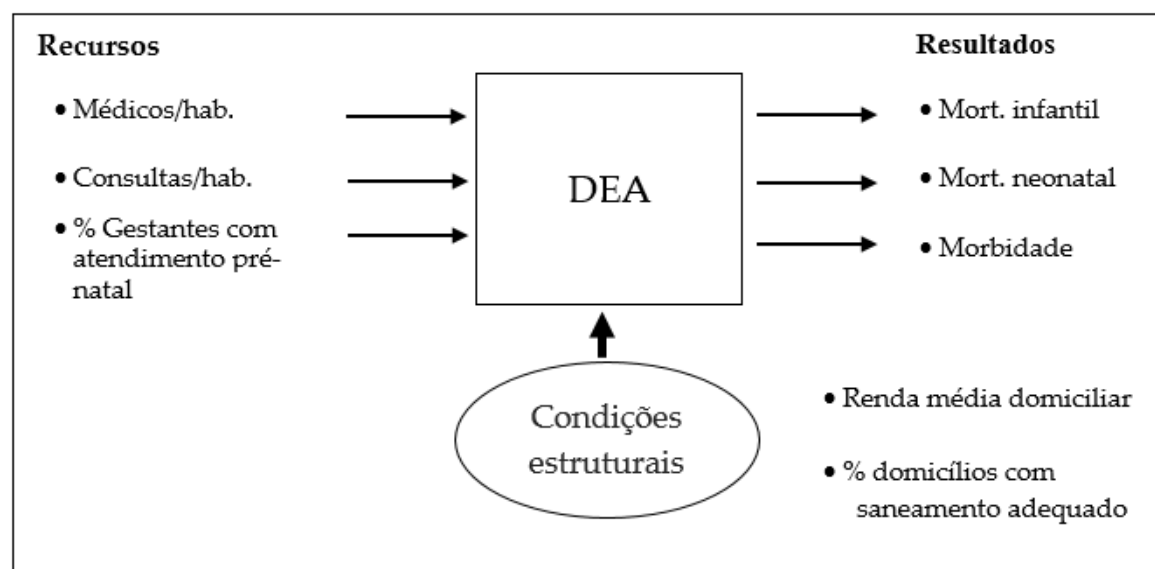 Recursos
• Médicos/hab.
• Consultas/hab.
• % Gestantes com
atendimento pré-
natal
DEA
Resultados
• Mort. infantil
• Mort. neonatal
• Morbidade
Condições
estruturais
• Renda média domiciliar
• % domicílios com
saneamento adequado